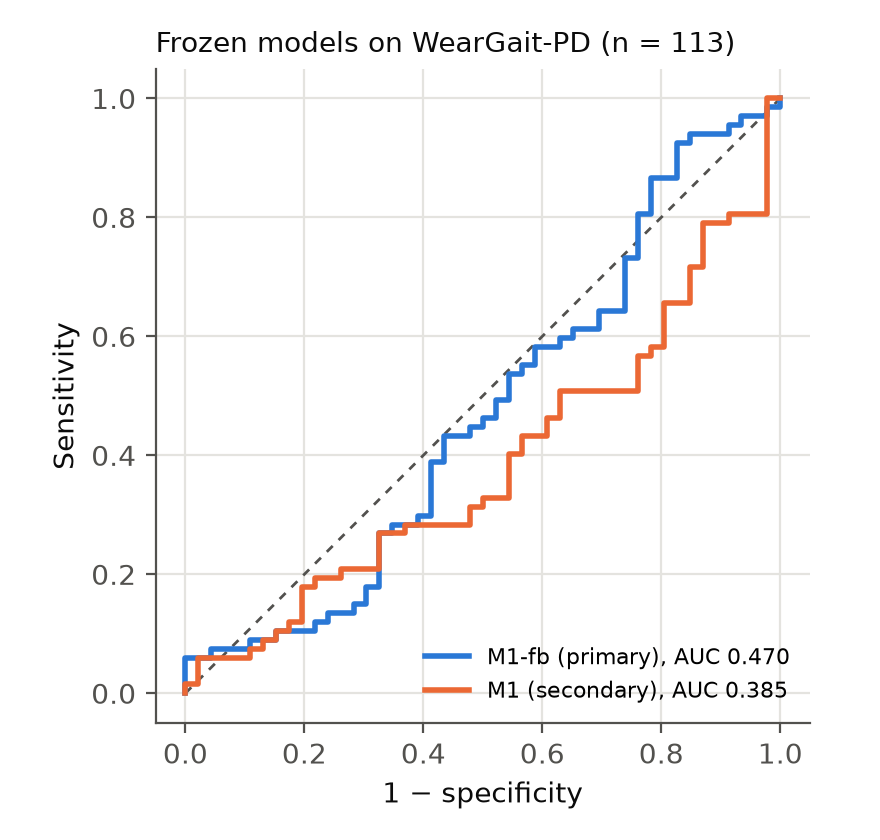 Frozen models on WearGait-PD (n = 113)
1.0
0.8
0.6
0.4
0.2
0.0
Sensitivity
M1-fb (primary), AUC 0.470
M1 (secondary), AUC 0.385
0.0 0.2 0.4 0.6 0.8 1.0
1 − specificity